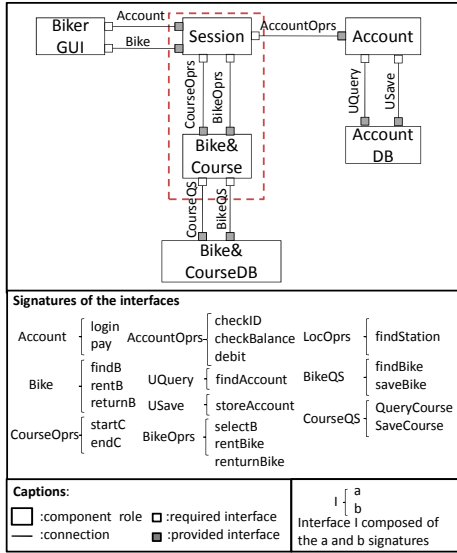 Biker
GUI
Account
Bike
Session
AccountOprs
Account
CourseOprs
BikeOprs
UQuery
USave
Bike&
Course
Account
DB
CourseQS
BikeQS
Bike&
CourseDB
Signatures of the interfaces
Account
login
pay
AccountOprs
checkID
checkBalance
debit
LocOprs
findStation
Bike
findB
rentB
returnB
UQuery
findAccount
BikeQS
findBike
saveBike
USave
storeAccount
CourseOprs
startC
endC
BikeOprs
selectB
rentBike
renturnBike
CourseQS
QueryCourse
SaveCourse
Captions:
:component role
:required interface
:connection
:provided interface
I
a
b
Interface I composed of
the a and b signatures